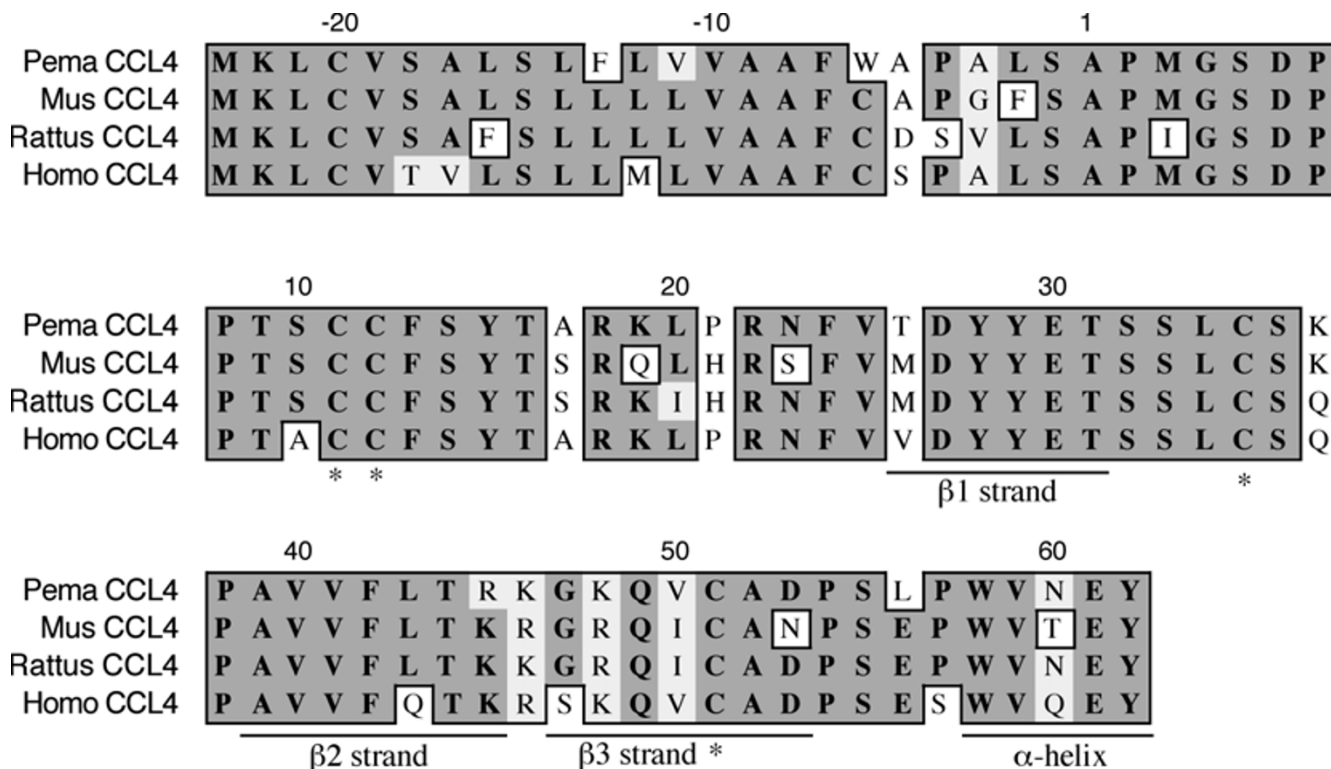 -20 -10 1
Pema CCL4 M K L C V S A L S L F L V V A A F W A P A L S A P M G S D P
Mus CCL4 M K L C V S A L S L L L L V A A F C A P G F S A P M G S D P
Rattus CCL4 M K L C V S A F S L L L L V A A F C D S V L S A P I G S D P
Homo CCL4 M K L C V T V L S L L M L V A A F C S P A L S A P M G S D P
10 20 30
Pema CCL4 P T S C C F S Y T A R K L P R N F V T D Y Y E T S S L C S K
Mus CCL4 P T S C C F S Y T S R Q L H R S F V M D Y Y E T S S L C S K
Rattus CCL4 P T S C C F S Y T S R K I H R N F V M D Y Y E T S S L C S Q
Homo CCL4 P T A C C F S Y T A R K L P R N F V V D Y Y E T S S L C S Q
* * *
β1 strand
40 50 60
Pema CCL4 P A V V F L T R K G K Q V C A D P S L P W V N E Y
Mus CCL4 P A V V F L T K R G R Q I C A N P S E P W V T E Y
Rattus CCL4 P A V V F L T K K G R Q I C A D P S E P W V N E Y
Homo CCL4 P A V V F Q T K R S K Q V C A D P S E S W V Q E Y
β2 strand β3 strand * α-helix